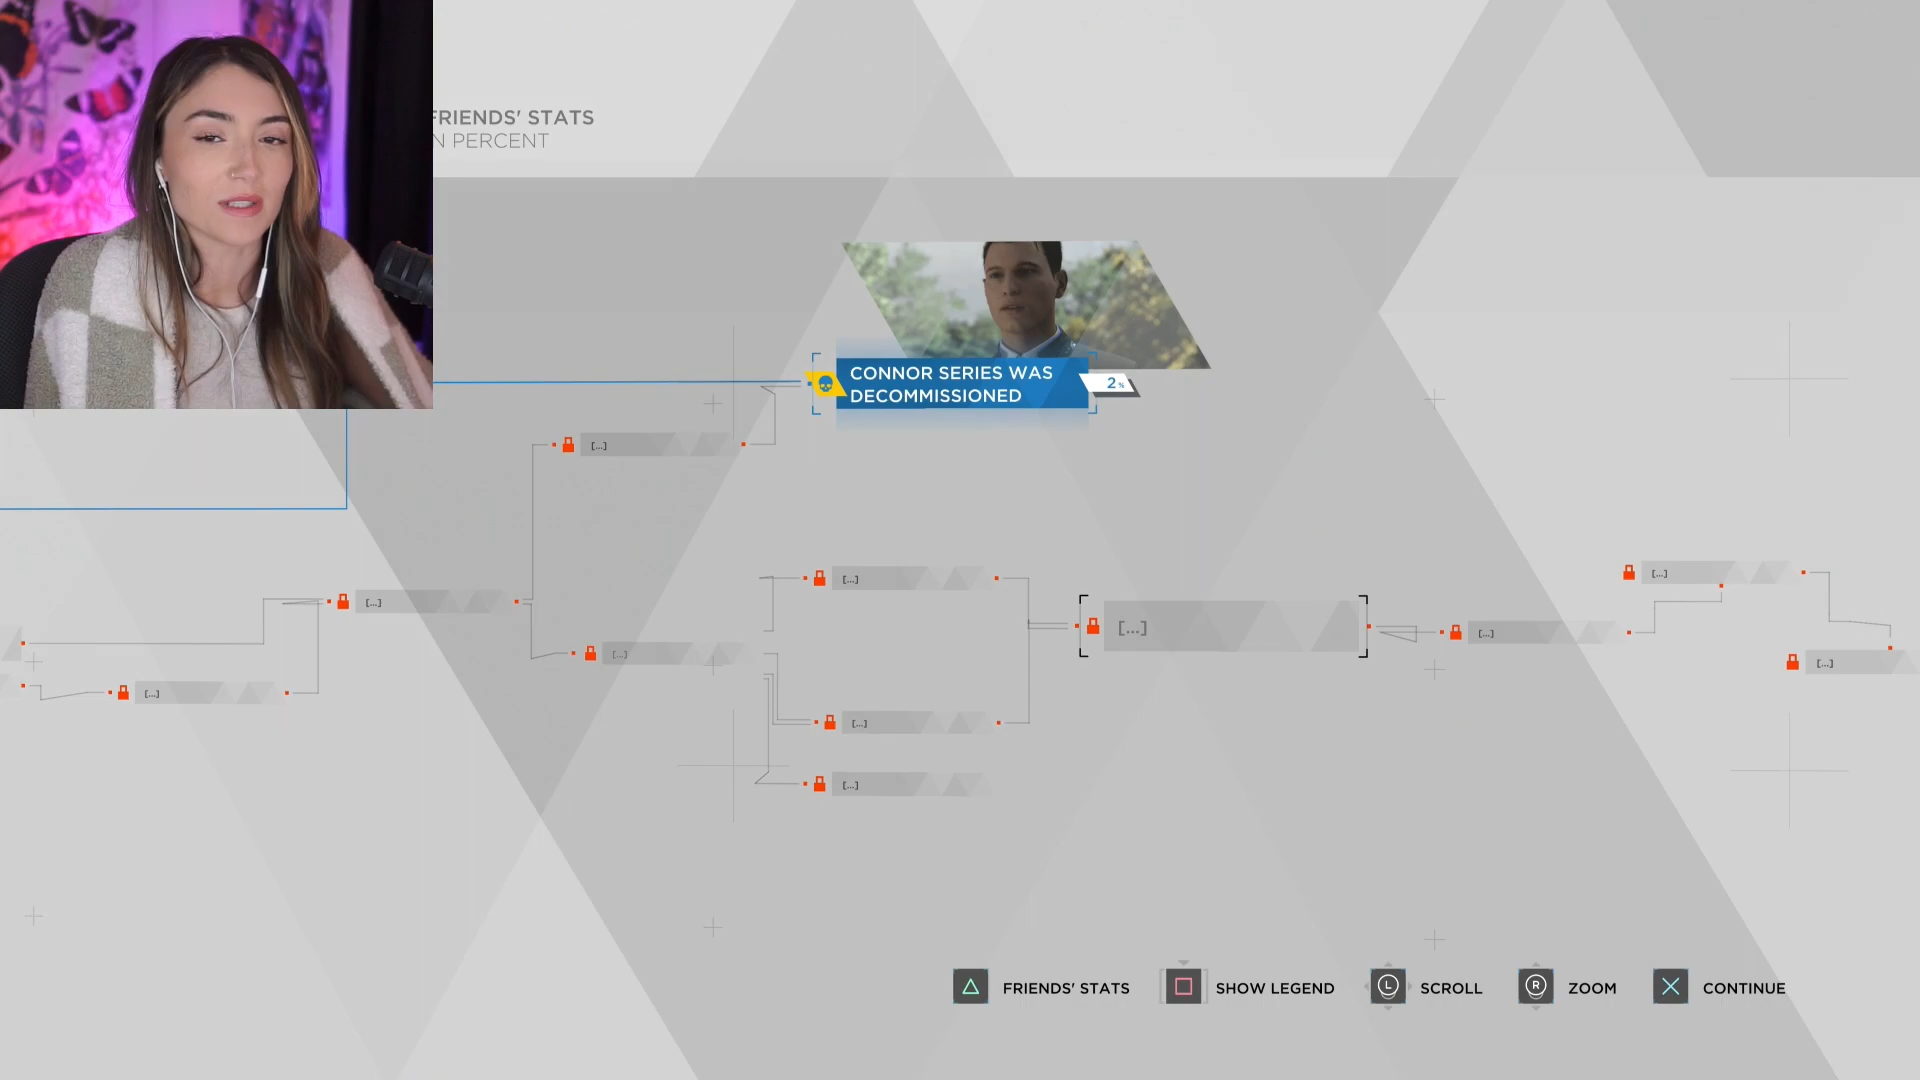 FRIENDS' STATS
N PERCENT
CONNOR SERIES WAS
DECOMMISSIONED
2%
[...]
[...]
[...]
[...]
[...]
[...]
[...]
[...]
[...]
[...]
[...]
FRIENDS' STATS
SHOW LEGEND
L
SCROLL
R
ZOOM
CONTINUE